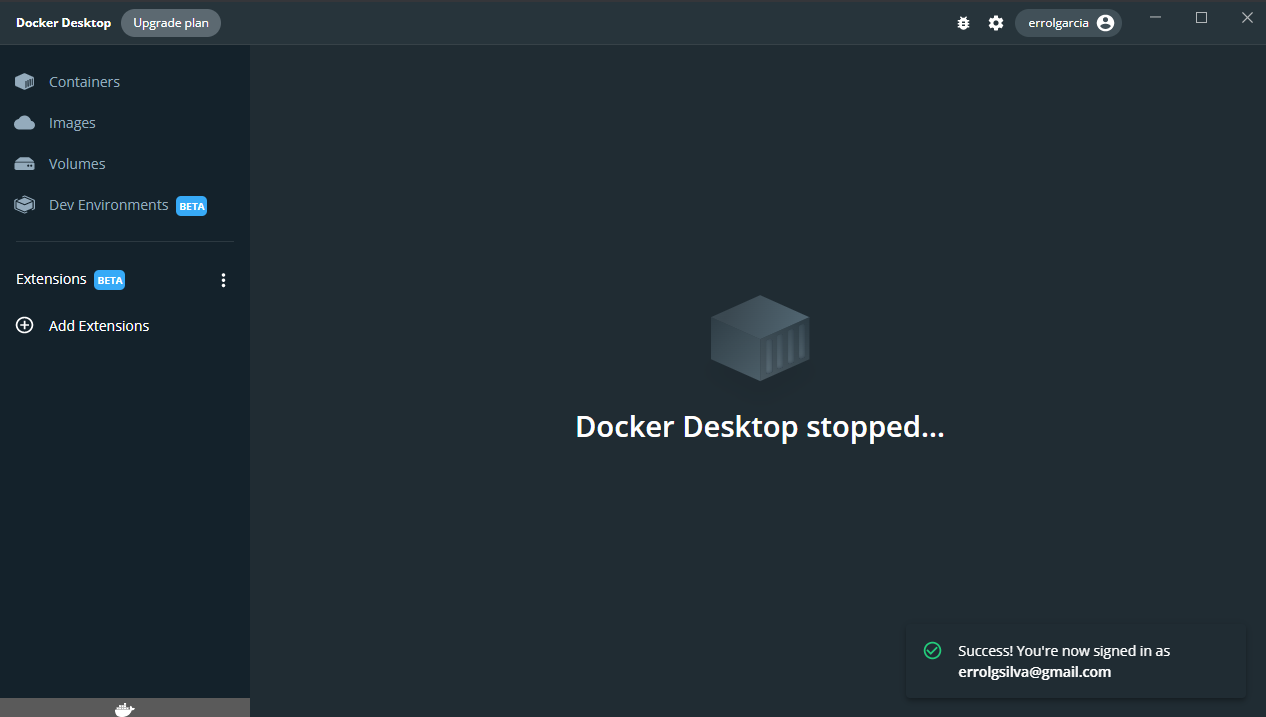 Docker Desktop Upgrade plan errolgarcia
Containers
Images
Volumes
Dev Environments BETA
Extensions BETA
Add Extensions
Docker Desktop stopped...
Success! You're now signed in as
errolgsilva@gmail.com